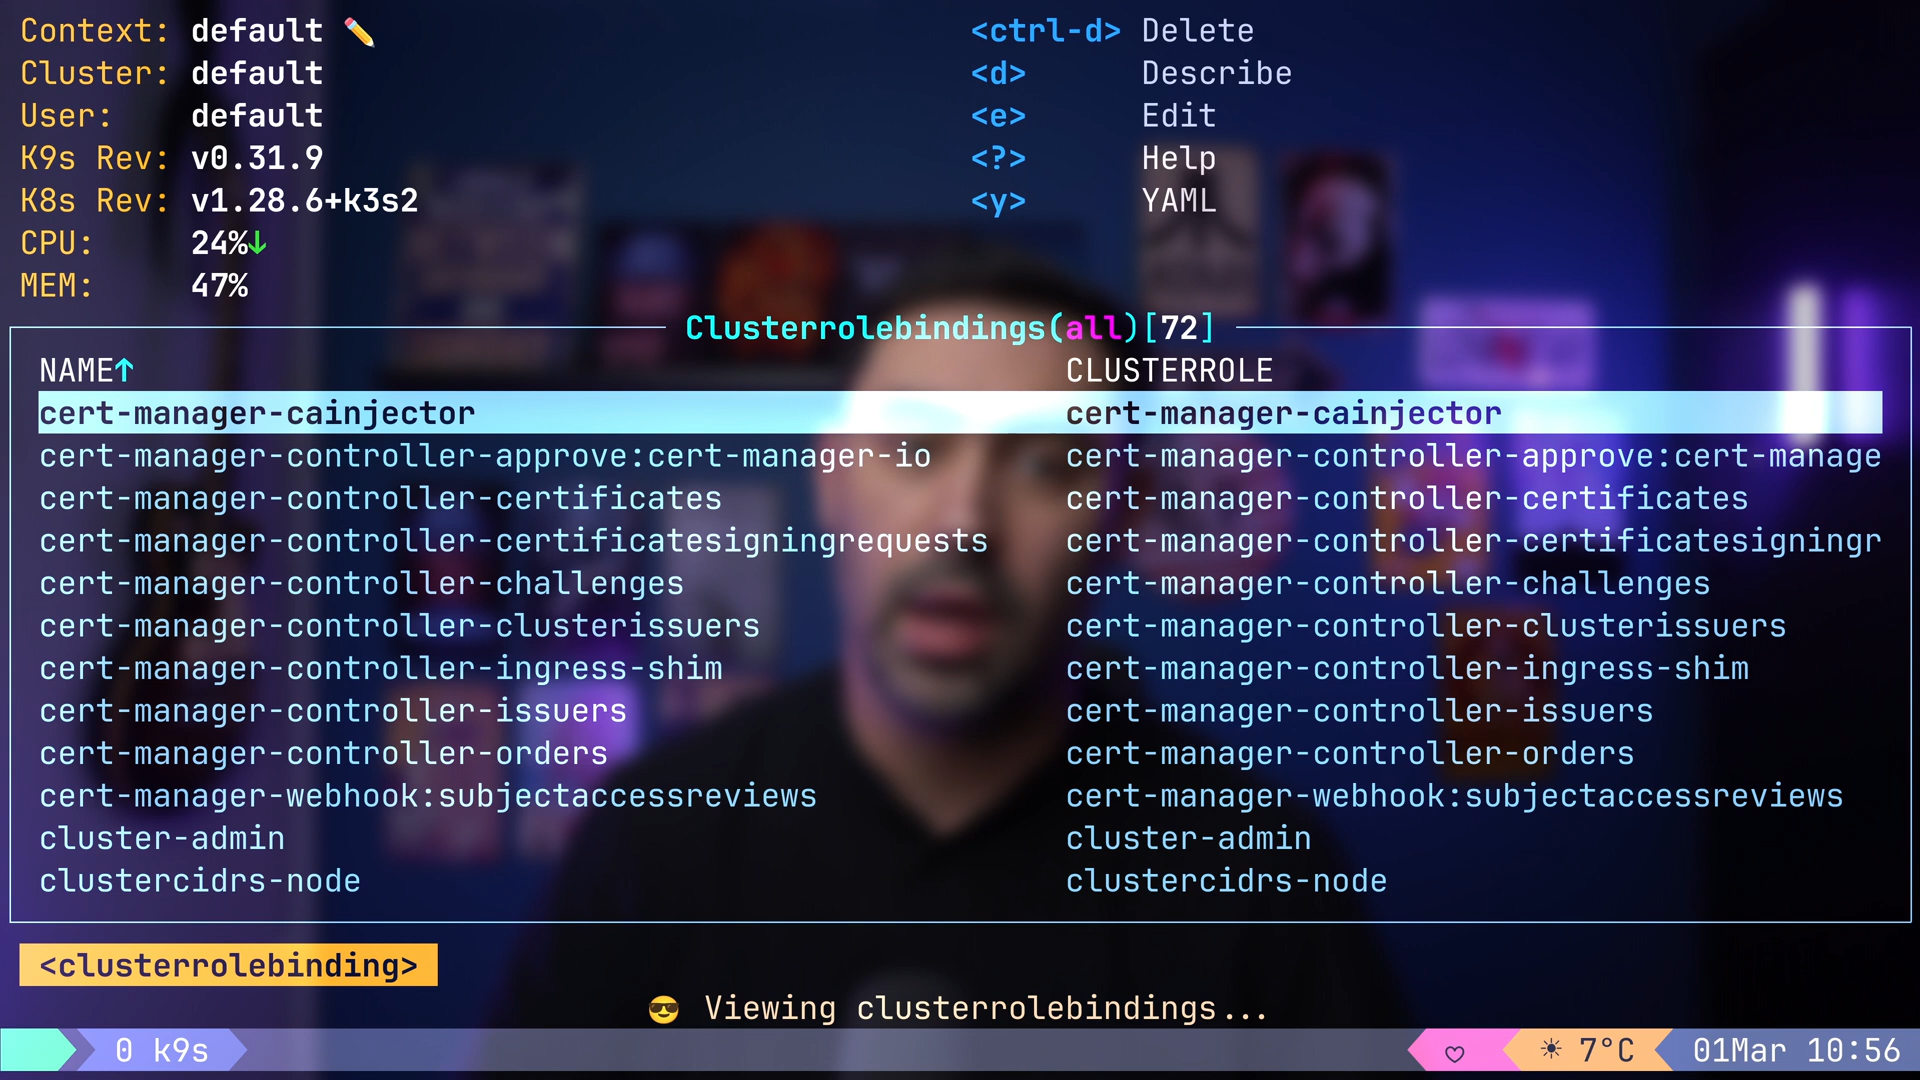 Context: default ✏️
Cluster: default
User: default
K9s Rev: v0.31.9
K8s Rev: v1.28.6+k3s2
CPU: 24%↓
MEM: 47%
<ctrl-d> Delete
<d> Describe
<e> Edit
<?> Help
<y> YAML
Clusterrolebindings(all)[72]
NAME↑ CLUSTERROLE
cert-manager-cainjector cert-manager-cainjector
cert-manager-controller-approve:cert-manager-io cert-manager-controller-approve:cert-manage
cert-manager-controller-certificates cert-manager-controller-certificates
cert-manager-controller-certificatesigningrequests cert-manager-controller-certificatesigningr
cert-manager-controller-challenges cert-manager-controller-challenges
cert-manager-controller-clusterissuers cert-manager-controller-clusterissuers
cert-manager-controller-ingress-shim cert-manager-controller-ingress-shim
cert-manager-controller-issuers cert-manager-controller-issuers
cert-manager-controller-orders cert-manager-controller-orders
cert-manager-webhook:subjectaccessreviews cert-manager-webhook:subjectaccessreviews
cluster-admin cluster-admin
clustercidrs-node clustercidrs-node
<clusterrolebinding>
😎 Viewing clusterrolebindings...
0 k9s ♡ ☀ 7°C 01Mar 10:56